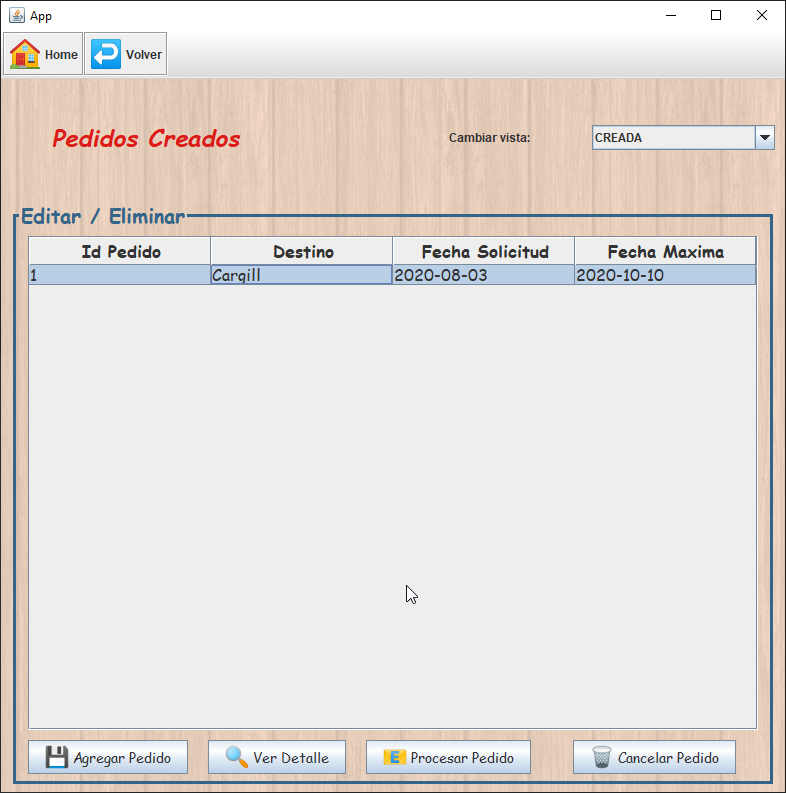 App
Home Volver
Pedidos Creados Cambiar vista: CREADA
Editar / Eliminar
Id Pedido Destino Fecha Solicitud Fecha Maxima
1 Cargill 2020-08-03 2020-10-10
Agregar Pedido Ver Detalle E Procesar Pedido Cancelar Pedido